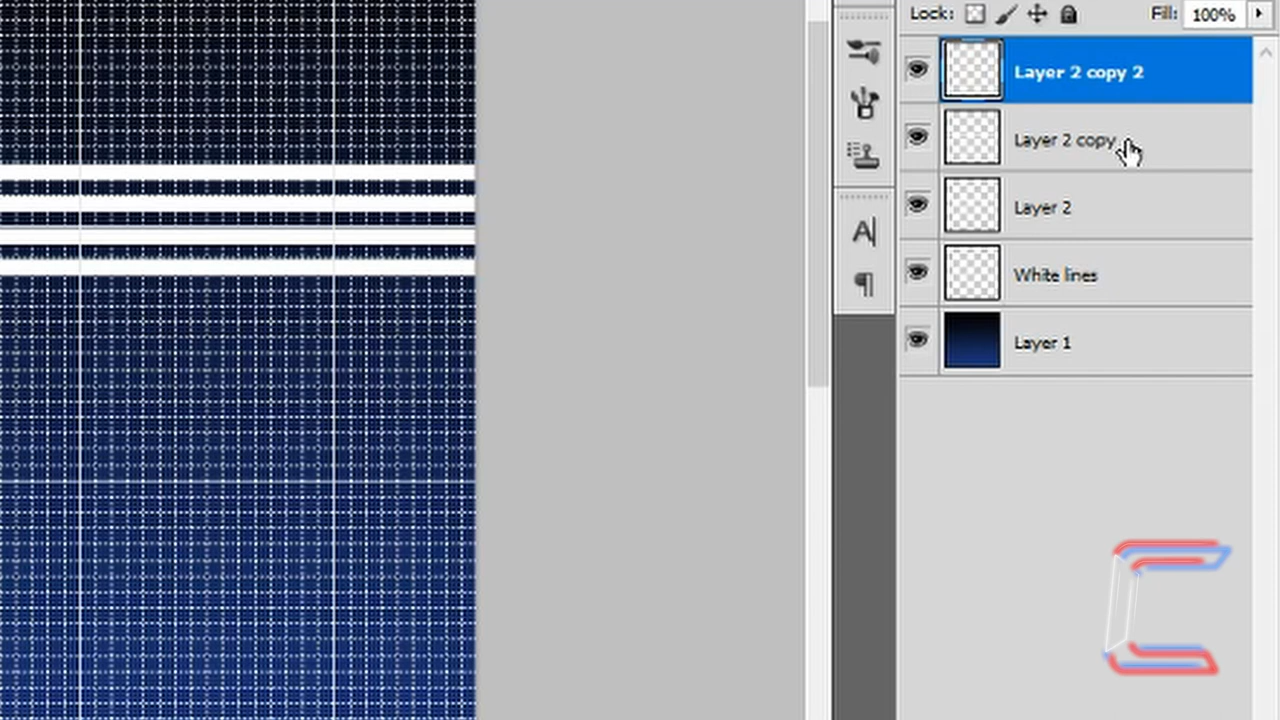 Lock: Fill: 100%
Layer 2 copy 2
Layer 2 copy
Layer 2
White lines
Layer 1
A
¶
C